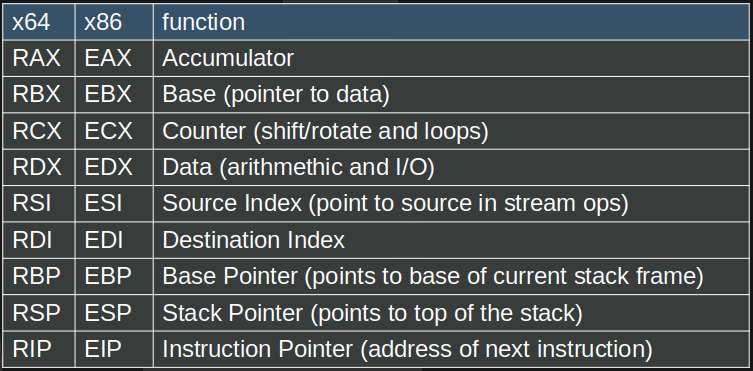 x64 x86 function
RAX EAX Accumulator
RBX EBX Base (pointer to data)
RCX ECX Counter (shift/rotate and loops)
RDX EDX Data (arithmethic and I/O)
RSI ESI Source Index (point to source in stream ops)
RDI EDI Destination Index
RBP EBP Base Pointer (points to base of current stack frame)
RSP ESP Stack Pointer (points to top of the stack)
RIP EIP Instruction Pointer (address of next instruction)